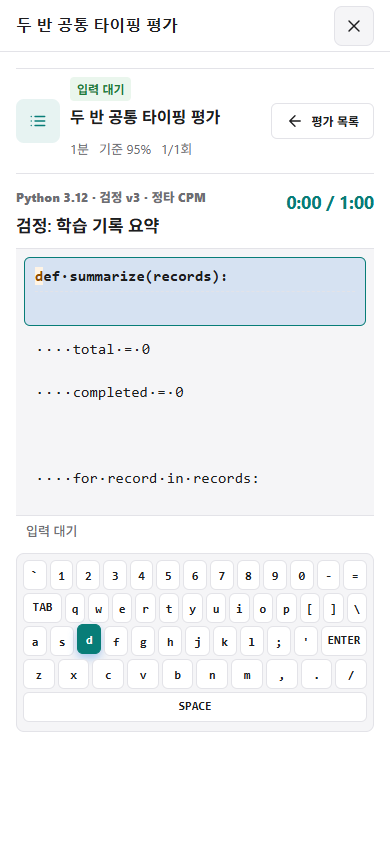 두 반 공통 타이핑 평가
입력 대기
두 반 공통 타이핑 평가
1분 기준 95% 1/1회
평가 목록
Python 3.12 · 검정 v3 · 정타 CPM
0:00 / 1:00
검정: 학습 기록 요약
def·summarize(records):
····total·=·0
····completed·=·0
····for·record·in·records:
입력 대기
` 1 2 3 4 5 6 7 8 9 0 - =
TAB q w e r t y u i o p [ ] \
a s d f g h j k l ; ' ENTER
z x c v b n m , . /
SPACE